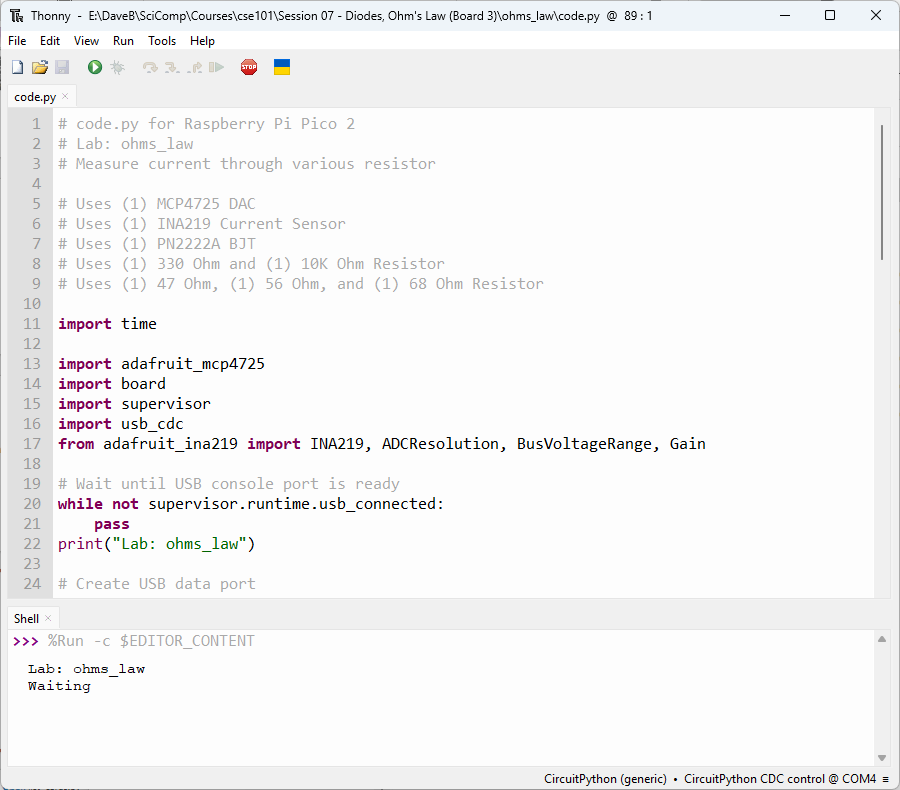 Thonny - E:\DaveB\SciComp\Courses\cse101\Session 07 - Diodes, Ohm's Law (Board 3)\ohms_law\code.py @ 89 : 1
File Edit View Run Tools Help
STOP
code.py ×
1 # code.py for Raspberry Pi Pico 2
2 # Lab: ohms_law
3 # Measure current through various resistor
4
5 # Uses (1) MCP4725 DAC
6 # Uses (1) INA219 Current Sensor
7 # Uses (1) PN2222A BJT
8 # Uses (1) 330 Ohm and (1) 10K Ohm Resistor
9 # Uses (1) 47 Ohm, (1) 56 Ohm, and (1) 68 Ohm Resistor
10
11 import time
12
13 import adafruit_mcp4725
14 import board
15 import supervisor
16 import usb_cdc
17 from adafruit_ina219 import INA219, ADCResolution, BusVoltageRange, Gain
18
19 # Wait until USB console port is ready
20 while not supervisor.runtime.usb_connected:
21     pass
22 print("Lab: ohms_law")
23
24 # Create USB data port
Shell ×
>>> %Run -c $EDITOR_CONTENT
Lab: ohms_law
Waiting
CircuitPython (generic) • CircuitPython CDC control @ COM4 ≡